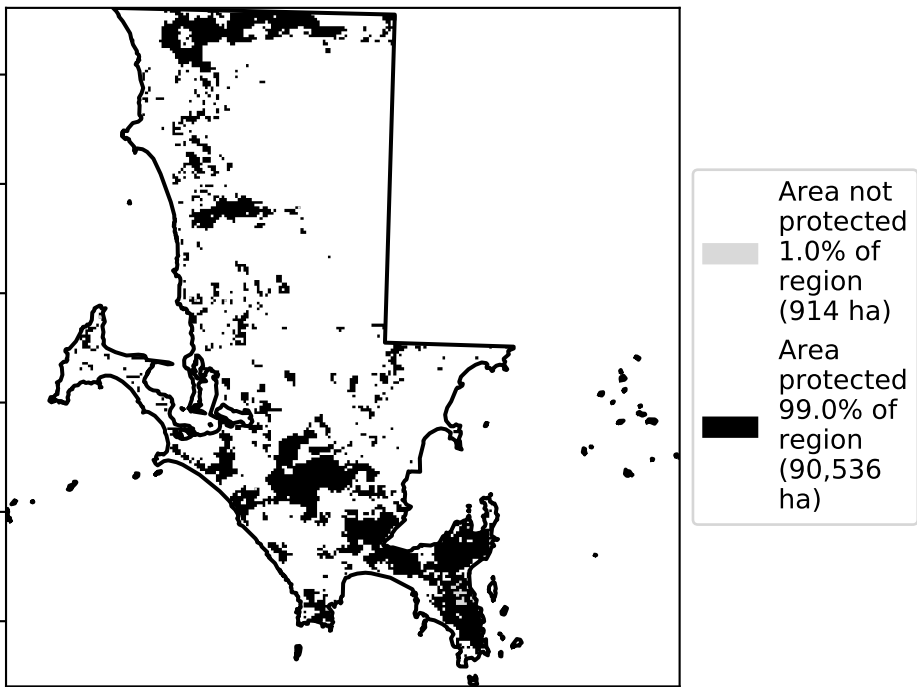 Area not
protected
1.0% of
region
(914 ha)
Area
protected
99.0% of
region
(90,536
ha)